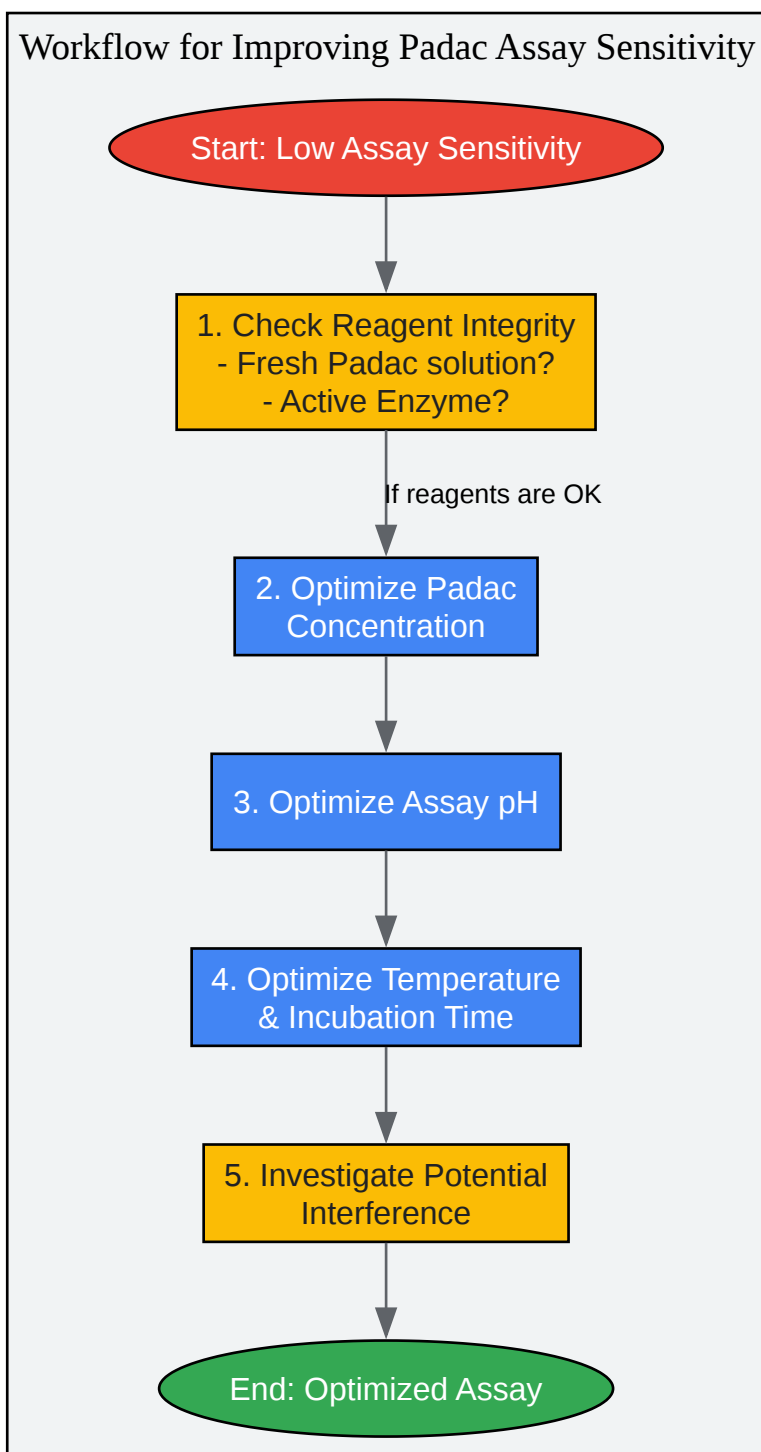 Workflow for Improving Padac Assay Sensitivity
Start: Low Assay Sensitivity
1. Check Reagent Integrity
- Fresh Padac solution?
- Active Enzyme?
If reagents are OK
2. Optimize Padac
Concentration
3. Optimize Assay pH
4. Optimize Temperature
& Incubation Time
5. Investigate Potential
Interference
End: Optimized Assay